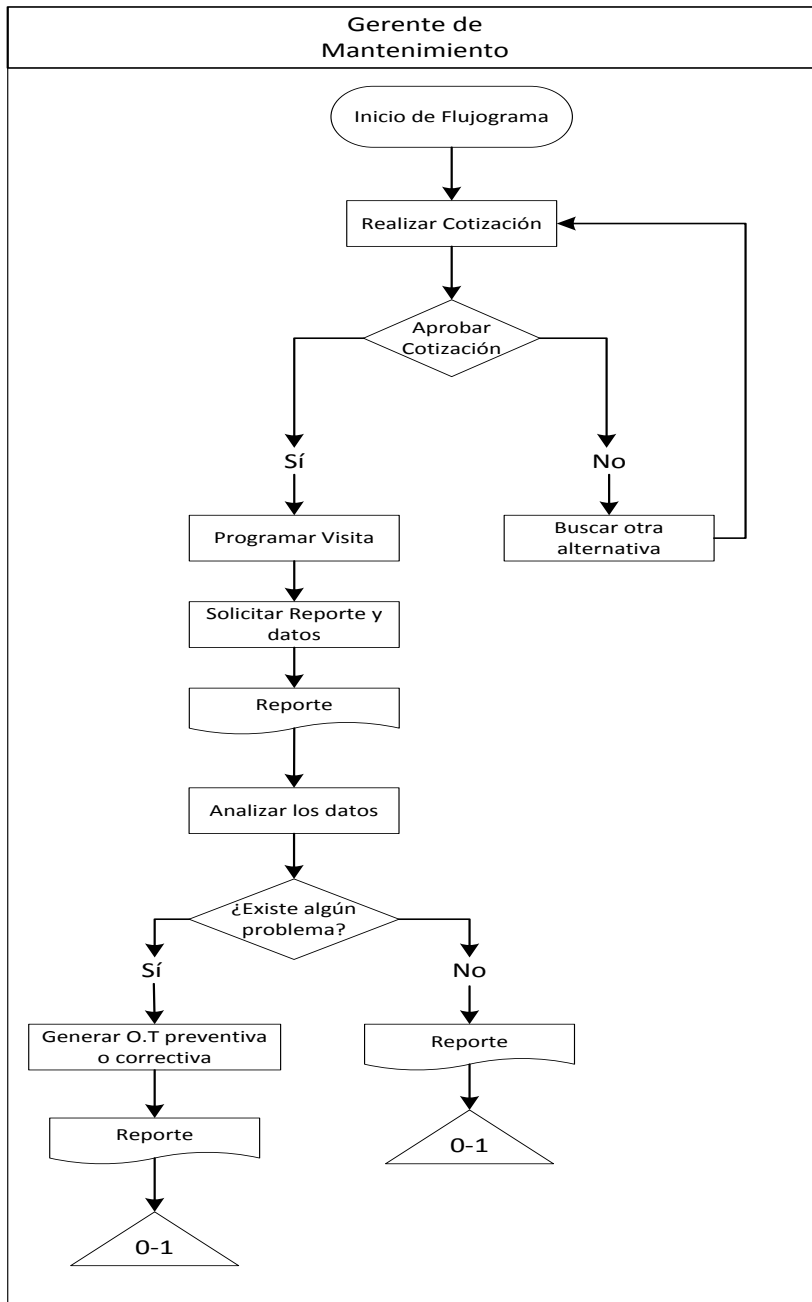 Gerente de
Mantenimiento
Inicio de Flujograma
Realizar Cotización
Aprobar
Cotización
Sí
No
Programar Visita
Buscar otra
alternativa
Solicitar Reporte y
datos
Reporte
Analizar los datos
¿Existe algún
problema?
Sí
No
Generar O.T preventiva
o correctiva
Reporte
Reporte
0-1
0-1